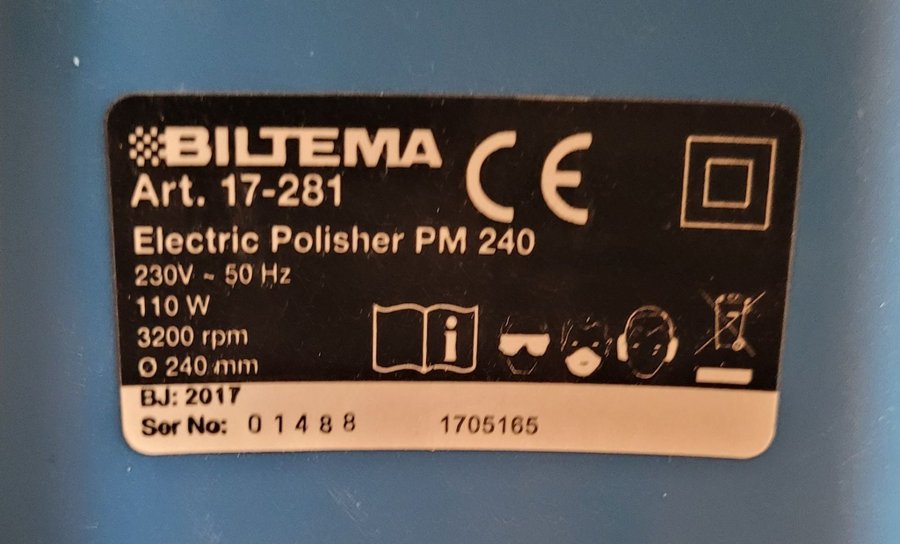 BILTEMA
CE
Art. 17-281
Electric Polisher PM 240
230V ~ 50 Hz
110 W
3200 rpm
Ø 240 mm
i
BJ: 2017
Ser No: 01488 1705165